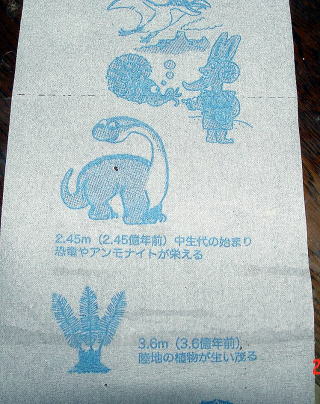 2.45m（2.45億年前）中生代の始まり
恐竜やアンモナイトが栄える
3.6m（3.6億年前）,
陸地の植物が生い茂る